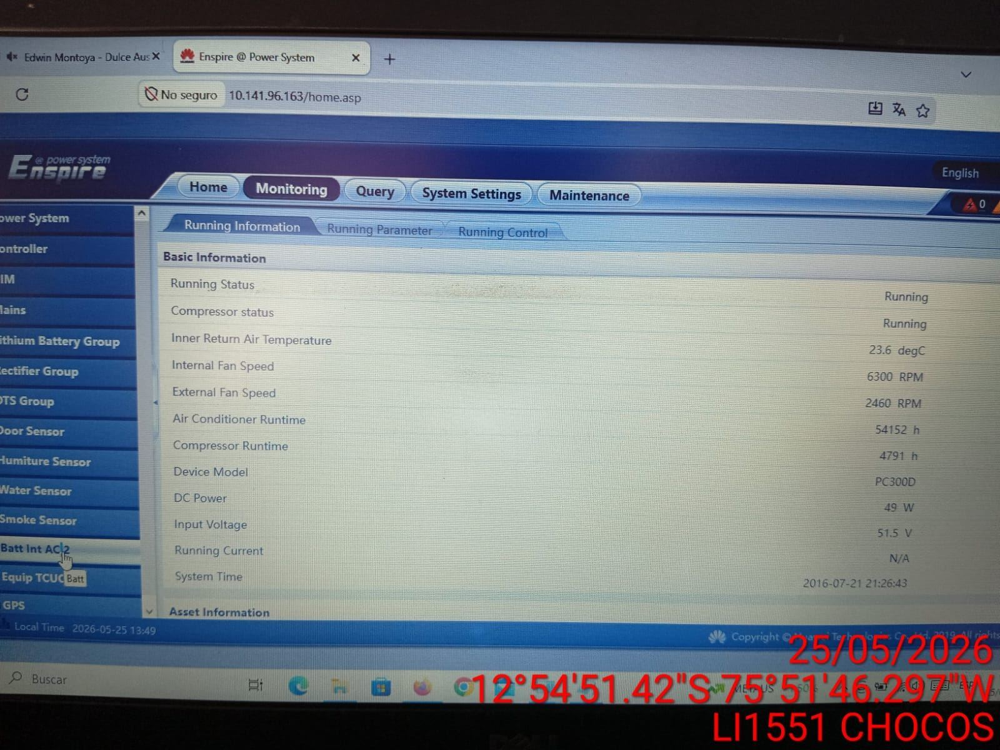 Edwin Montoya - Dulce Aus
Enspire @ Power System
No seguro 10.141.96.163/home.asp
@ power system
Enspire
English
Home Monitoring Query System Settings Maintenance
0
Running Information Running Parameter Running Control
ower System
ontroller
IM
ains
ithium Battery Group
ectifier Group
TS Group
Door Sensor
Humiture Sensor
Water Sensor
Smoke Sensor
Batt Int AC 2
Equip TCUC
Batt
GPS
Basic Information
Running Status Running
Compressor status Running
Inner Return Air Temperature 23.6 degC
Internal Fan Speed 6300 RPM
External Fan Speed 2460 RPM
Air Conditioner Runtime 54152 h
Compressor Runtime 4791 h
Device Model PC300D
DC Power 49 W
Input Voltage 51.5 V
Running Current N/A
System Time 2016-07-21 21:26:43
Asset Information
Local Time 2026-05-25 13:49
Copyright © 2019. All rights
Buscar
25/05/2026
12°54'51.42"S 75°51'46.297"W
LI1551 CHOCOS